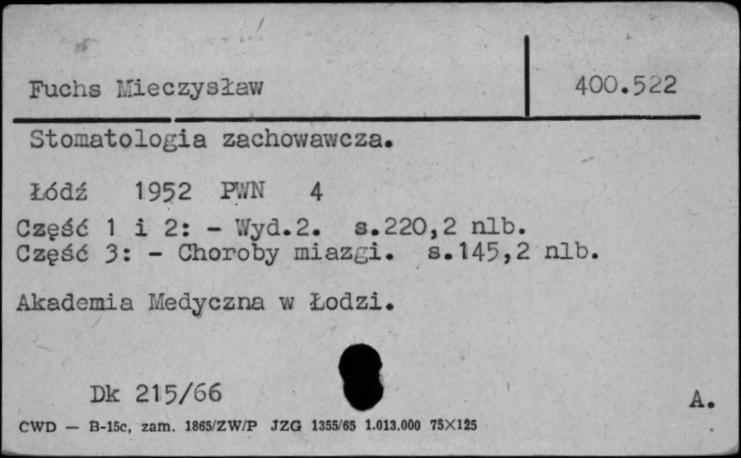 Fuchs Mieczysław 400.522
Stomatologia zachowawcza.
Łódź 1952 PWN 4
Część 1 i 2: - Wyd.2. s.220,2 nlb.
Część 3: - Choroby miazgi. s.145,2 nlb.
Akademia Medyczna w Łodzi.
Dk 215/66 A.
CWD — B-15c, zam. 1865/ZW/P JZG 1355/65 1.013.000 75X125